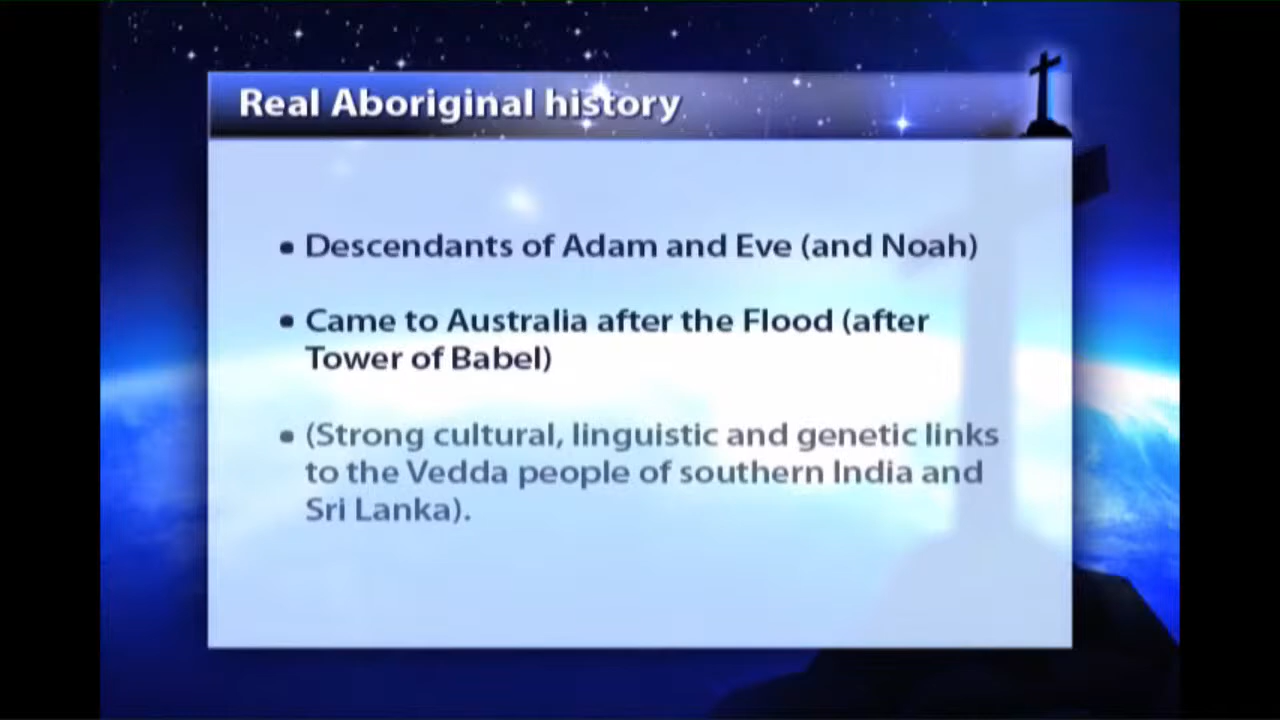 Real Aboriginal history
• Descendants of Adam and Eve (and Noah)
• Came to Australia after the Flood (after
Tower of Babel)
• (Strong cultural, linguistic and genetic links
to the Vedda people of southern India and
Sri Lanka).